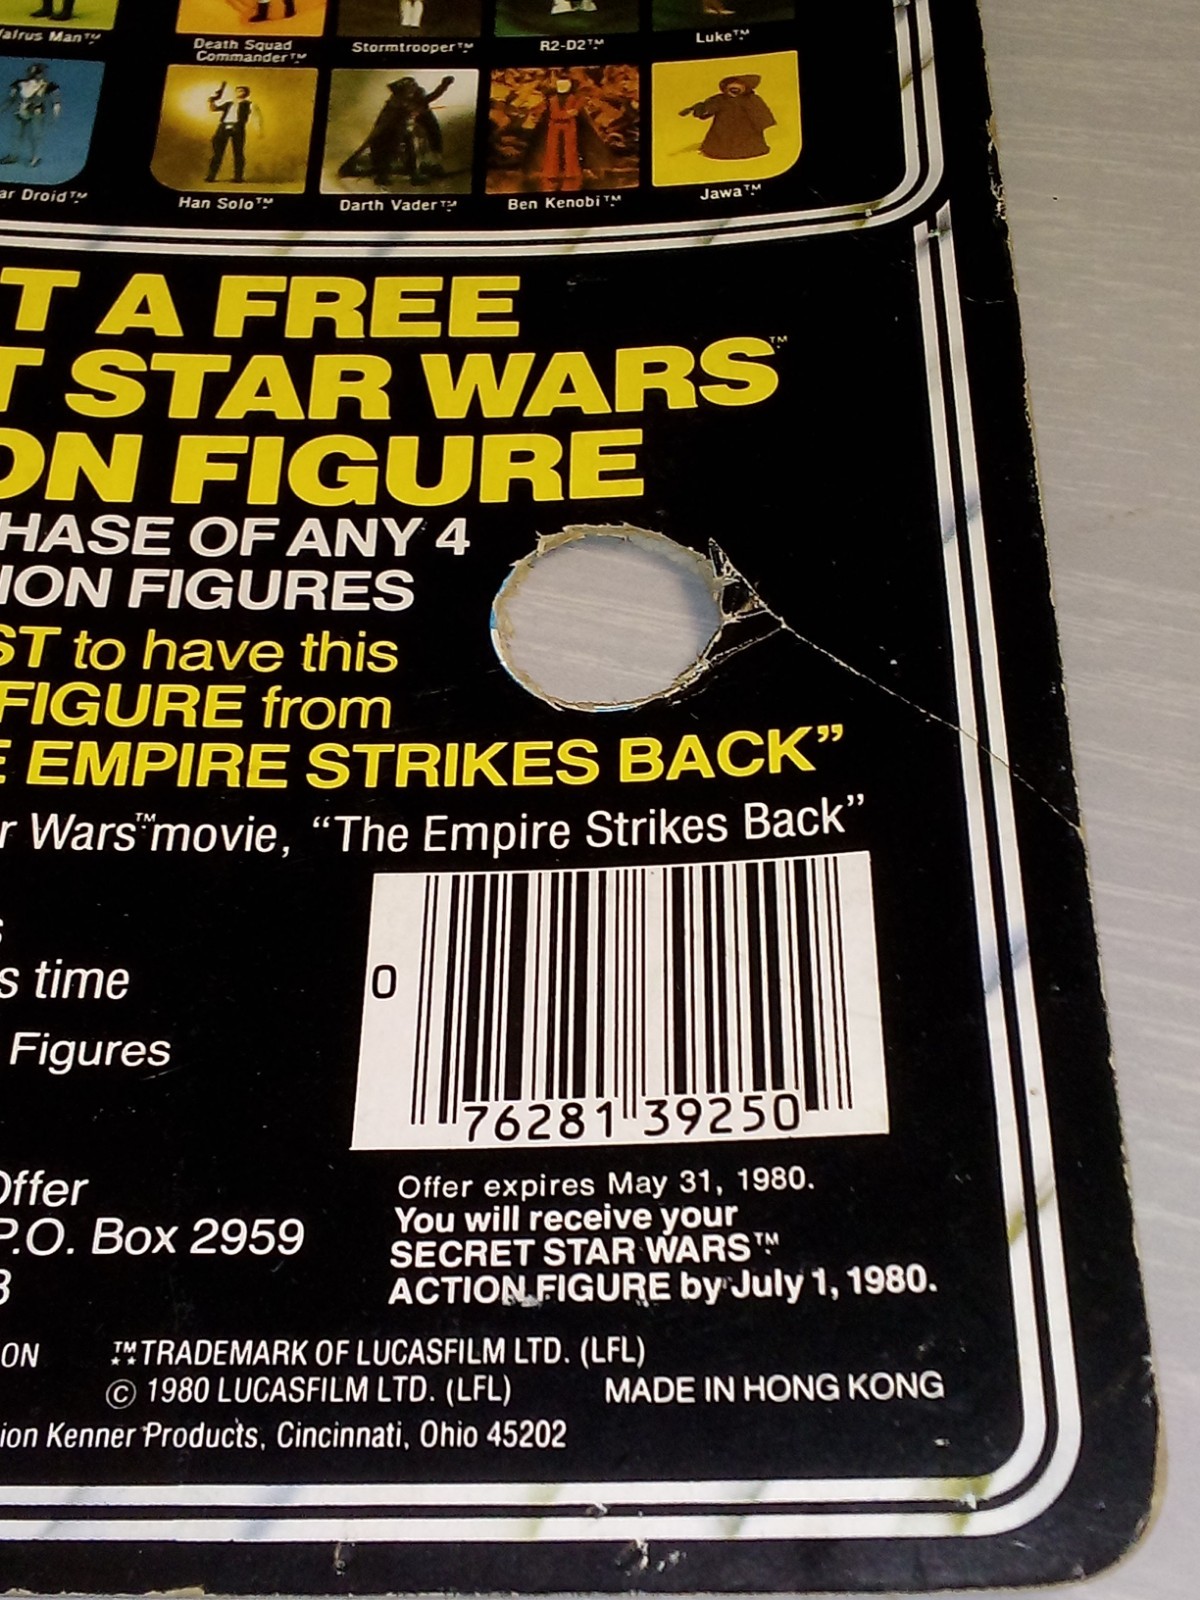 Walrus Man™
Death Squad
Commander™
Stormtrooper™
R2-D2™
Luke™
ar Droid™
Han Solo™
Darth Vader™
Ben Kenobi™
Jawa™
T A FREE
T STAR WARS™
ON FIGURE
HASE OF ANY 4
ION FIGURES
ST to have this
FIGURE from
E EMPIRE STRIKES BACK”
r Wars™ movie, “The Empire Strikes Back”
s
s time
Figures
0
76281 39250
Offer expires May 31, 1980.
You will receive your
SECRET STAR WARS™
ACTION FIGURE by July 1, 1980.
Offer
P.O. Box 2959
3
ON
™TRADEMARK OF LUCASFILM LTD. (LFL)
© 1980 LUCASFILM LTD. (LFL)
MADE IN HONG KONG
ion Kenner Products, Cincinnati, Ohio 45202